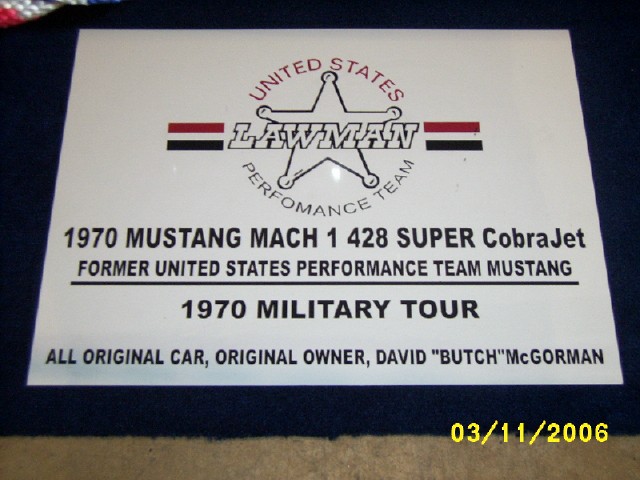 UNITED STATES
LAWMAN
PERFOMANCE TEAM
1970 MUSTANG MACH 1 428 SUPER CobraJet
FORMER UNITED STATES PERFORMANCE TEAM MUSTANG
1970 MILITARY TOUR
ALL ORIGINAL CAR, ORIGINAL OWNER, DAVID "BUTCH"McGORMAN
03/11/2006